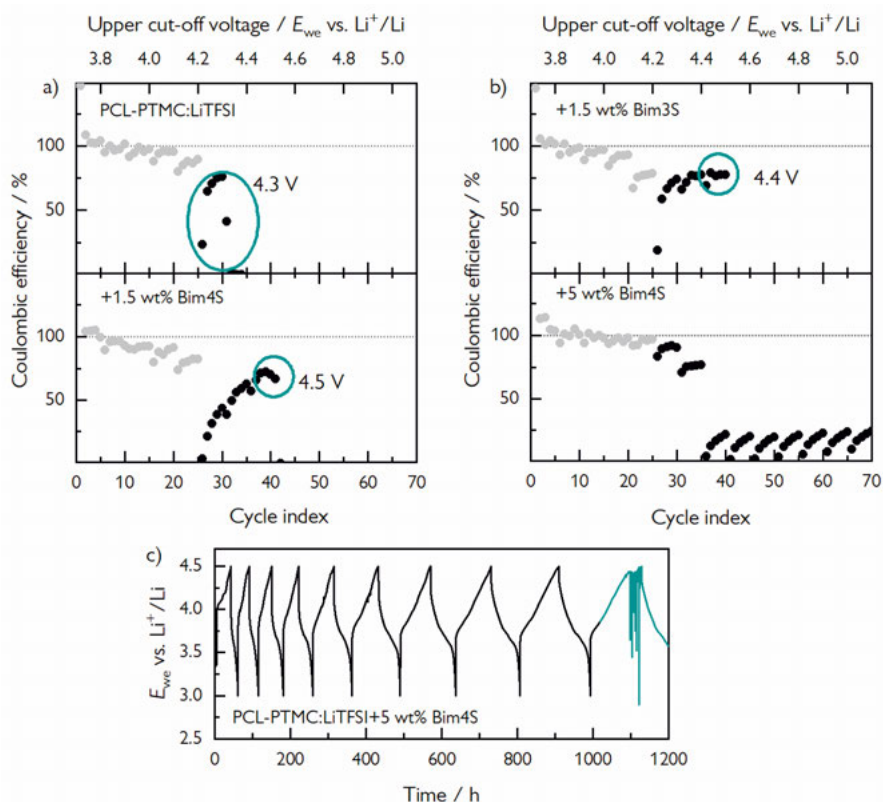 Upper cut-off voltage / Ewe vs. Li⁺/Li
3.8 4.0 4.2 4.4 4.6 4.8 5.0
a)
PCL-PTMC:LiTFSI
100
50
4.3 V
+1.5 wt% Bim4S
100
50
4.5 V
0 10 20 30 40 50 60 70
Cycle index
Coulombic efficiency / %
Upper cut-off voltage / Ewe vs. Li⁺/Li
3.8 4.0 4.2 4.4 4.6 4.8 5.0
b)
+1.5 wt% Bim3S
100
50
4.4 V
+5 wt% Bim4S
100
50
0 10 20 30 40 50 60 70
Cycle index
Coulombic efficiency / %
c)
4.5
4.0
3.5
3.0
2.5
Ewe vs. Li⁺/Li
PCL-PTMC:LiTFSI+5 wt% Bim4S
0 200 400 600 800 1000 1200
Time / h